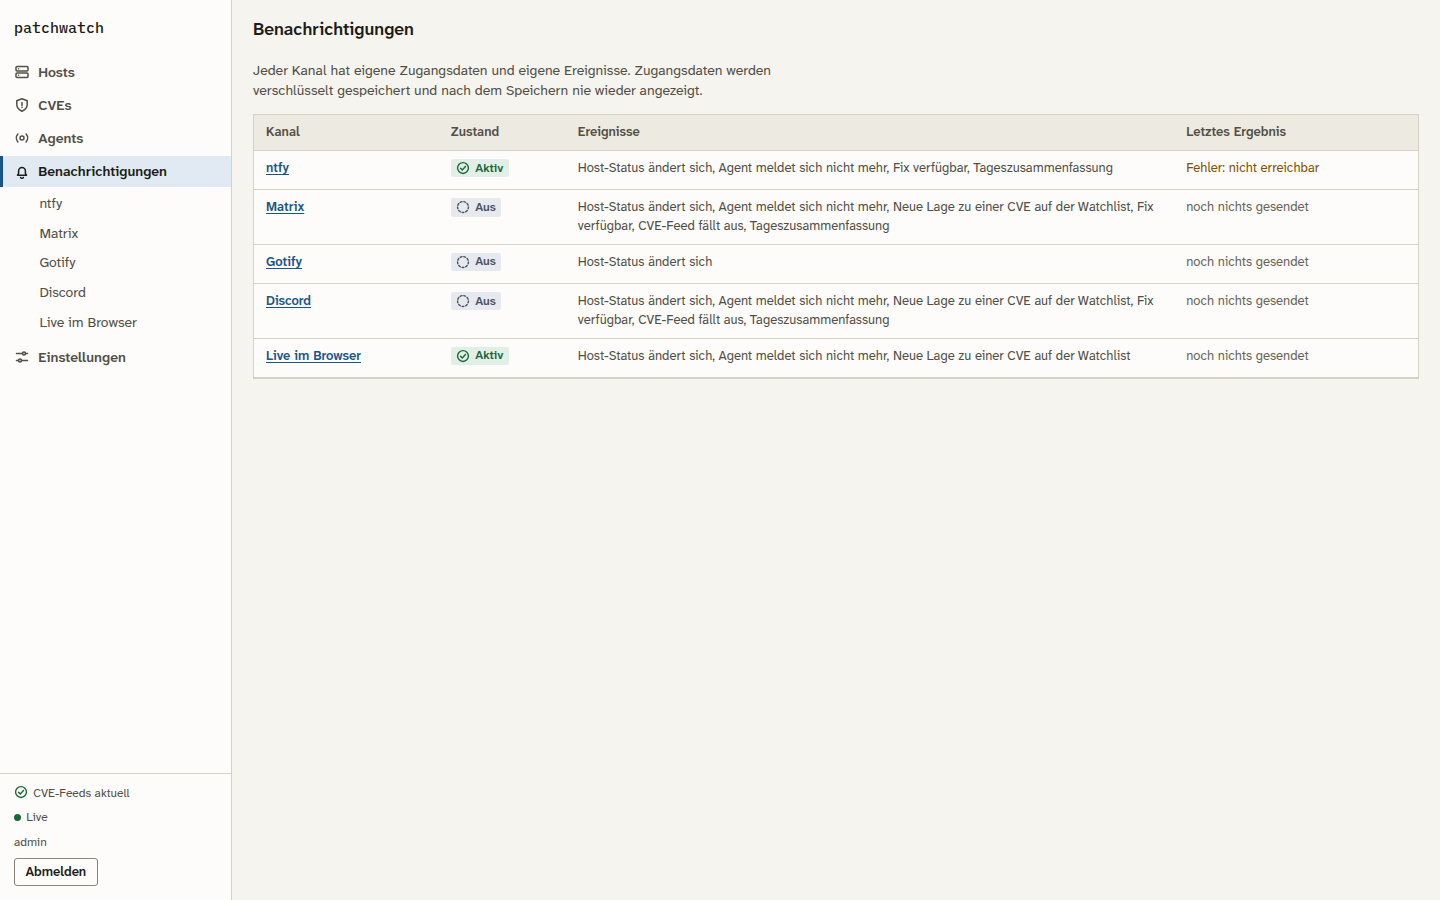 patchwatch
Hosts
CVEs
Agents
Benachrichtigungen
ntfy
Matrix
Gotify
Discord
Live im Browser
Einstellungen
CVE-Feeds aktuell
Live
admin
Abmelden
Benachrichtigungen
Jeder Kanal hat eigene Zugangsdaten und eigene Ereignisse. Zugangsdaten werden
verschlüsselt gespeichert und nach dem Speichern nie wieder angezeigt.
Kanal Zustand Ereignisse Letztes Ergebnis
ntfy Aktiv Host-Status ändert sich, Agent meldet sich nicht mehr, Fix verfügbar, Tageszusammenfassung Fehler: nicht erreichbar
Matrix Aus Host-Status ändert sich, Agent meldet sich nicht mehr, Neue Lage zu einer CVE auf der Watchlist, Fix noch nichts gesendet
verfügbar, CVE-Feed fällt aus, Tageszusammenfassung
Gotify Aus Host-Status ändert sich noch nichts gesendet
Discord Aus Host-Status ändert sich, Agent meldet sich nicht mehr, Neue Lage zu einer CVE auf der Watchlist, Fix noch nichts gesendet
verfügbar, CVE-Feed fällt aus, Tageszusammenfassung
Live im Browser Aktiv Host-Status ändert sich, Agent meldet sich nicht mehr, Neue Lage zu einer CVE auf der Watchlist noch nichts gesendet